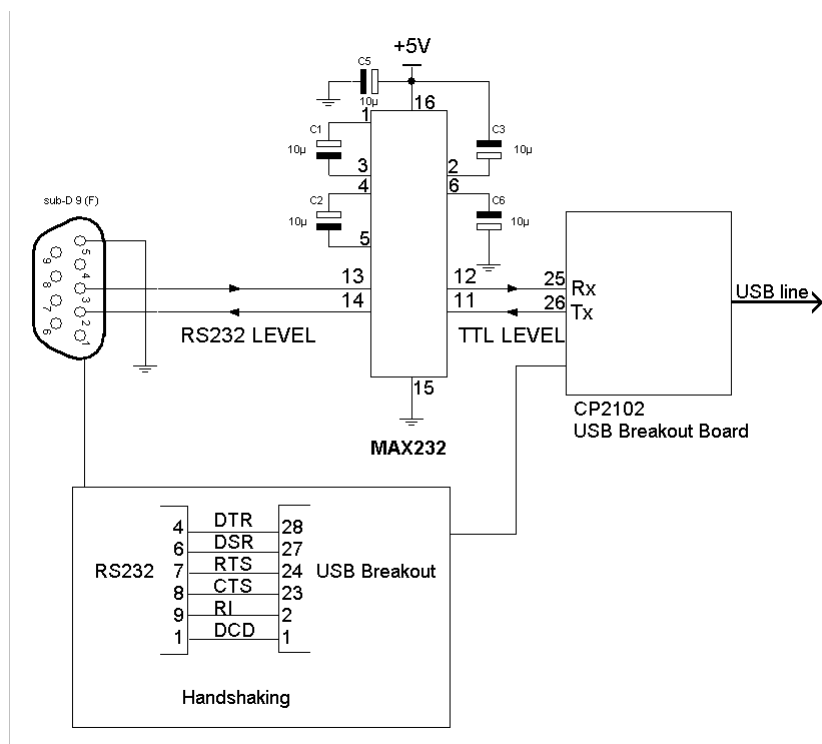 +5V
C5
10µ
16
1
C1
10µ
3
4
C2
10µ
5
C3
10µ
2
6
C6
10µ
sub-D 9 (F)
5
9
4
8
3
7
2
6
1
13
14
12
11
25
26
Rx
Tx
USB line
RS232 LEVEL
TTL LEVEL
15
MAX232
CP2102
USB Breakout Board
RS232
4 DTR 28
6 DSR 27
7 RTS 24
8 CTS 23
9 RI 2
1 DCD 1
USB Breakout
Handshaking